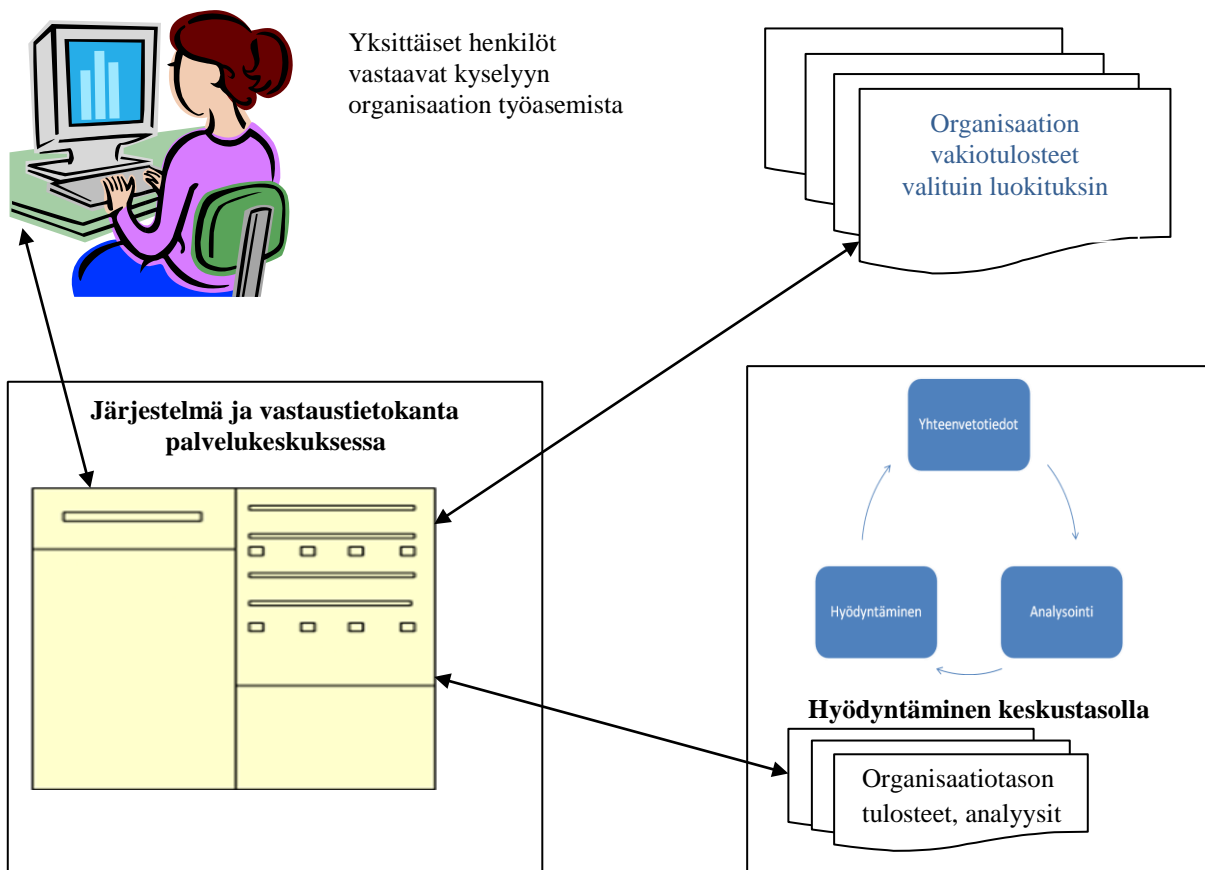 Yksittäiset henkilöt
vastaavat kyselyyn
organisaation työasemista
Organisaation
vakiotulosteet
valituin luokituksin
Järjestelmä ja vastaustietokanta
palvelukeskuksessa
Yhteenvetotiedot
Hyödyntäminen
Analysointi
Hyödyntäminen keskustasolla
Organisaatiotason
tulosteet, analyysit